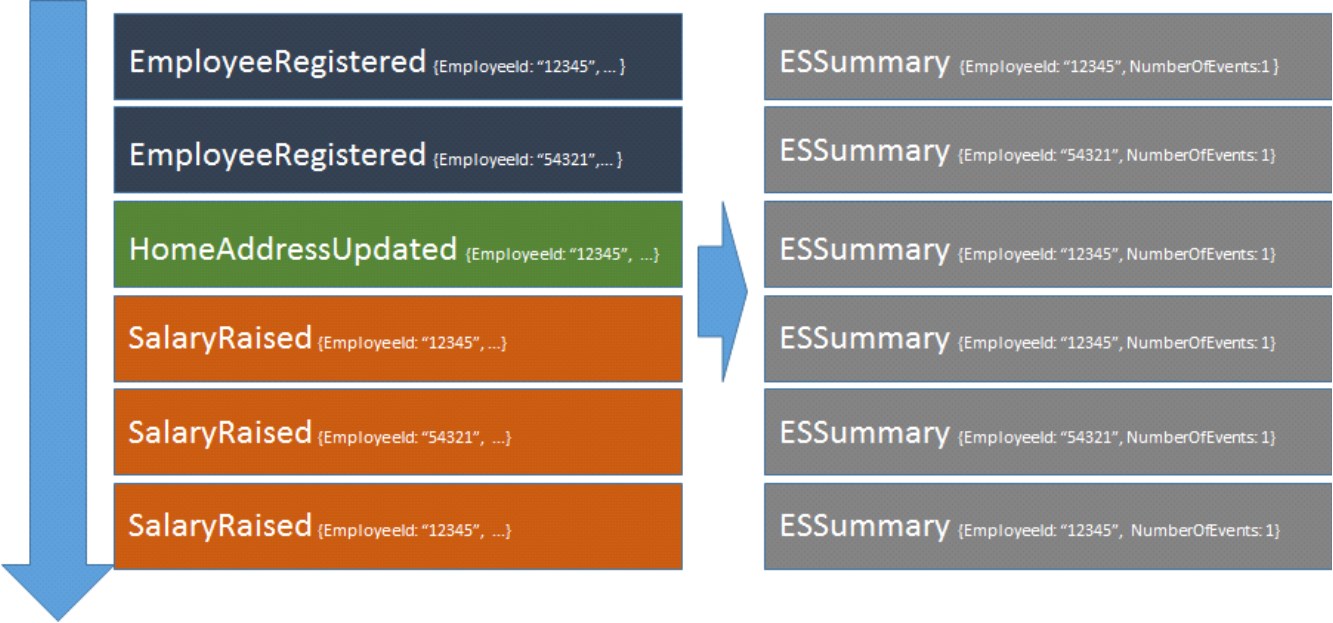 EmployeeRegistered {EmployeeId: “12345”, ... }
EmployeeRegistered {EmployeeId: “54321”,... }
HomeAddressUpdated {EmployeeId: “12345”, ...}
SalaryRaised {EmployeeId: “12345”, ...}
SalaryRaised {EmployeeId: “54321”, ...}
SalaryRaised {EmployeeId: “12345”, ...}
ESSummary {EmployeeId: “12345”, NumberOfEvents:1 }
ESSummary {EmployeeId: “54321”, NumberOfEvents: 1}
ESSummary {EmployeeId: “12345”, NumberOfEvents: 1}
ESSummary {EmployeeId: “12345”, NumberOfEvents: 1}
ESSummary {EmployeeId: “54321”, NumberOfEvents: 1}
ESSummary {EmployeeId: “12345”, NumberOfEvents: 1}